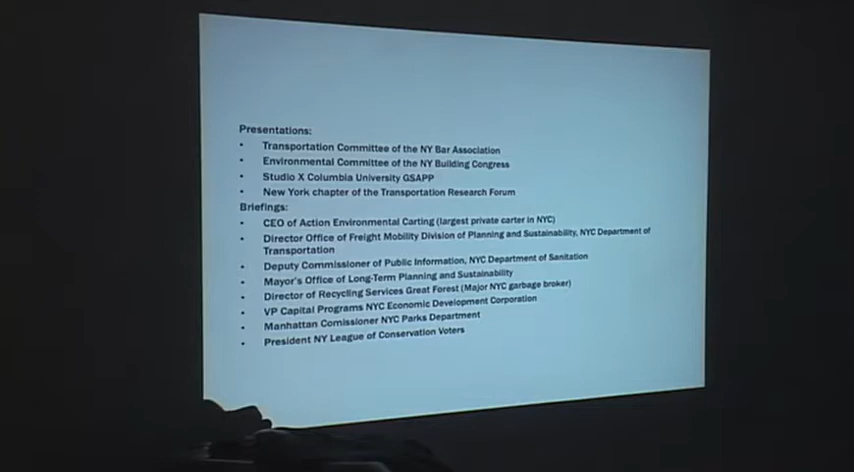 Presentations:
• Transportation Committee of the NY Bar Association
• Environmental Committee of the NY Building Congress
• Studio X Columbia University GSAPP
• New York chapter of the Transportation Research Forum
Briefings:
• CEO of Action Environmental Carting (largest private carter in NYC)
• Director Office of Freight Mobility Division of Planning and Sustainability, NYC Department of
Transportation
• Deputy Commissioner of Public Information, NYC Department of Sanitation
• Mayor's Office of Long-Term Planning and Sustainability
• Director of Recycling Services Great Forest (Major NYC garbage broker)
• VP Capital Programs NYC Economic Development Corporation
• Manhattan Comissioner NYC Parks Department
• President NY League of Conservation Voters